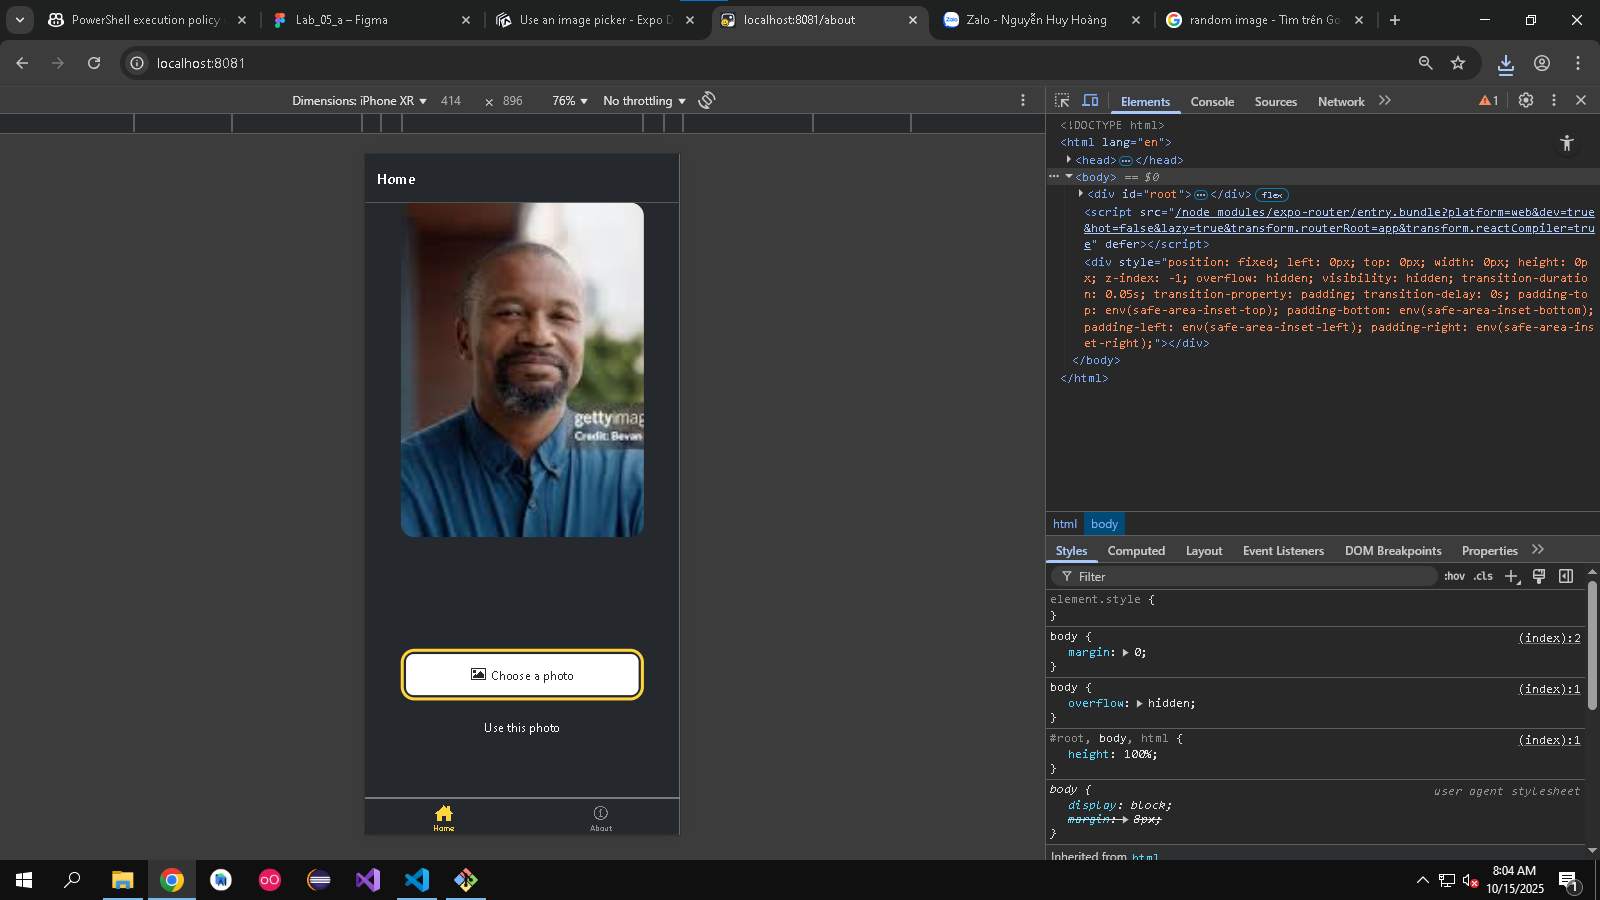 PowerShell execution policy
Lab_05_a – Figma
Use an image picker - Expo D
localhost:8081/about
Zalo - Nguyễn Huy Hoàng
random image - Tìm trên Go
localhost:8081
Dimensions: iPhone XR
414
×
896
76%
No throttling
Elements
Console
Sources
Network
1
Home
gettyimag
Credit: Bevan
Choose a photo
Use this photo
Home
About
<!DOCTYPE html>
<html lang="en">
<head>…</head>
<body> == $0
<div id="root">…</div> flex
<script src="/node_modules/expo-router/entry.bundle?platform=web&dev=true
&hot=false&lazy=true&transform.routerRoot=app&transform.reactCompiler=tru
e" defer></script>
<div style="position: fixed; left: 0px; top: 0px; width: 0px; height: 0p
x; z-index: -1; overflow: hidden; visibility: hidden; transition-duratio
n: 0.05s; transition-property: padding; transition-delay: 0s; padding-to
p: env(safe-area-inset-top); padding-bottom: env(safe-area-inset-bottom);
padding-left: env(safe-area-inset-left); padding-right: env(safe-area-ins
et-right);"></div>
</body>
</html>
html
body
Styles
Computed
Layout
Event Listeners
DOM Breakpoints
Properties
Filter
:hov
.cls
element.style {
}
body {
(index):2
margin: 0;
}
body {
(index):1
overflow: hidden;
}
#root, body, html {
(index):1
height: 100%;
}
body {
user agent stylesheet
display: block;
margin: 8px;
}
Inherited from html
8:04 AM
10/15/2025
1